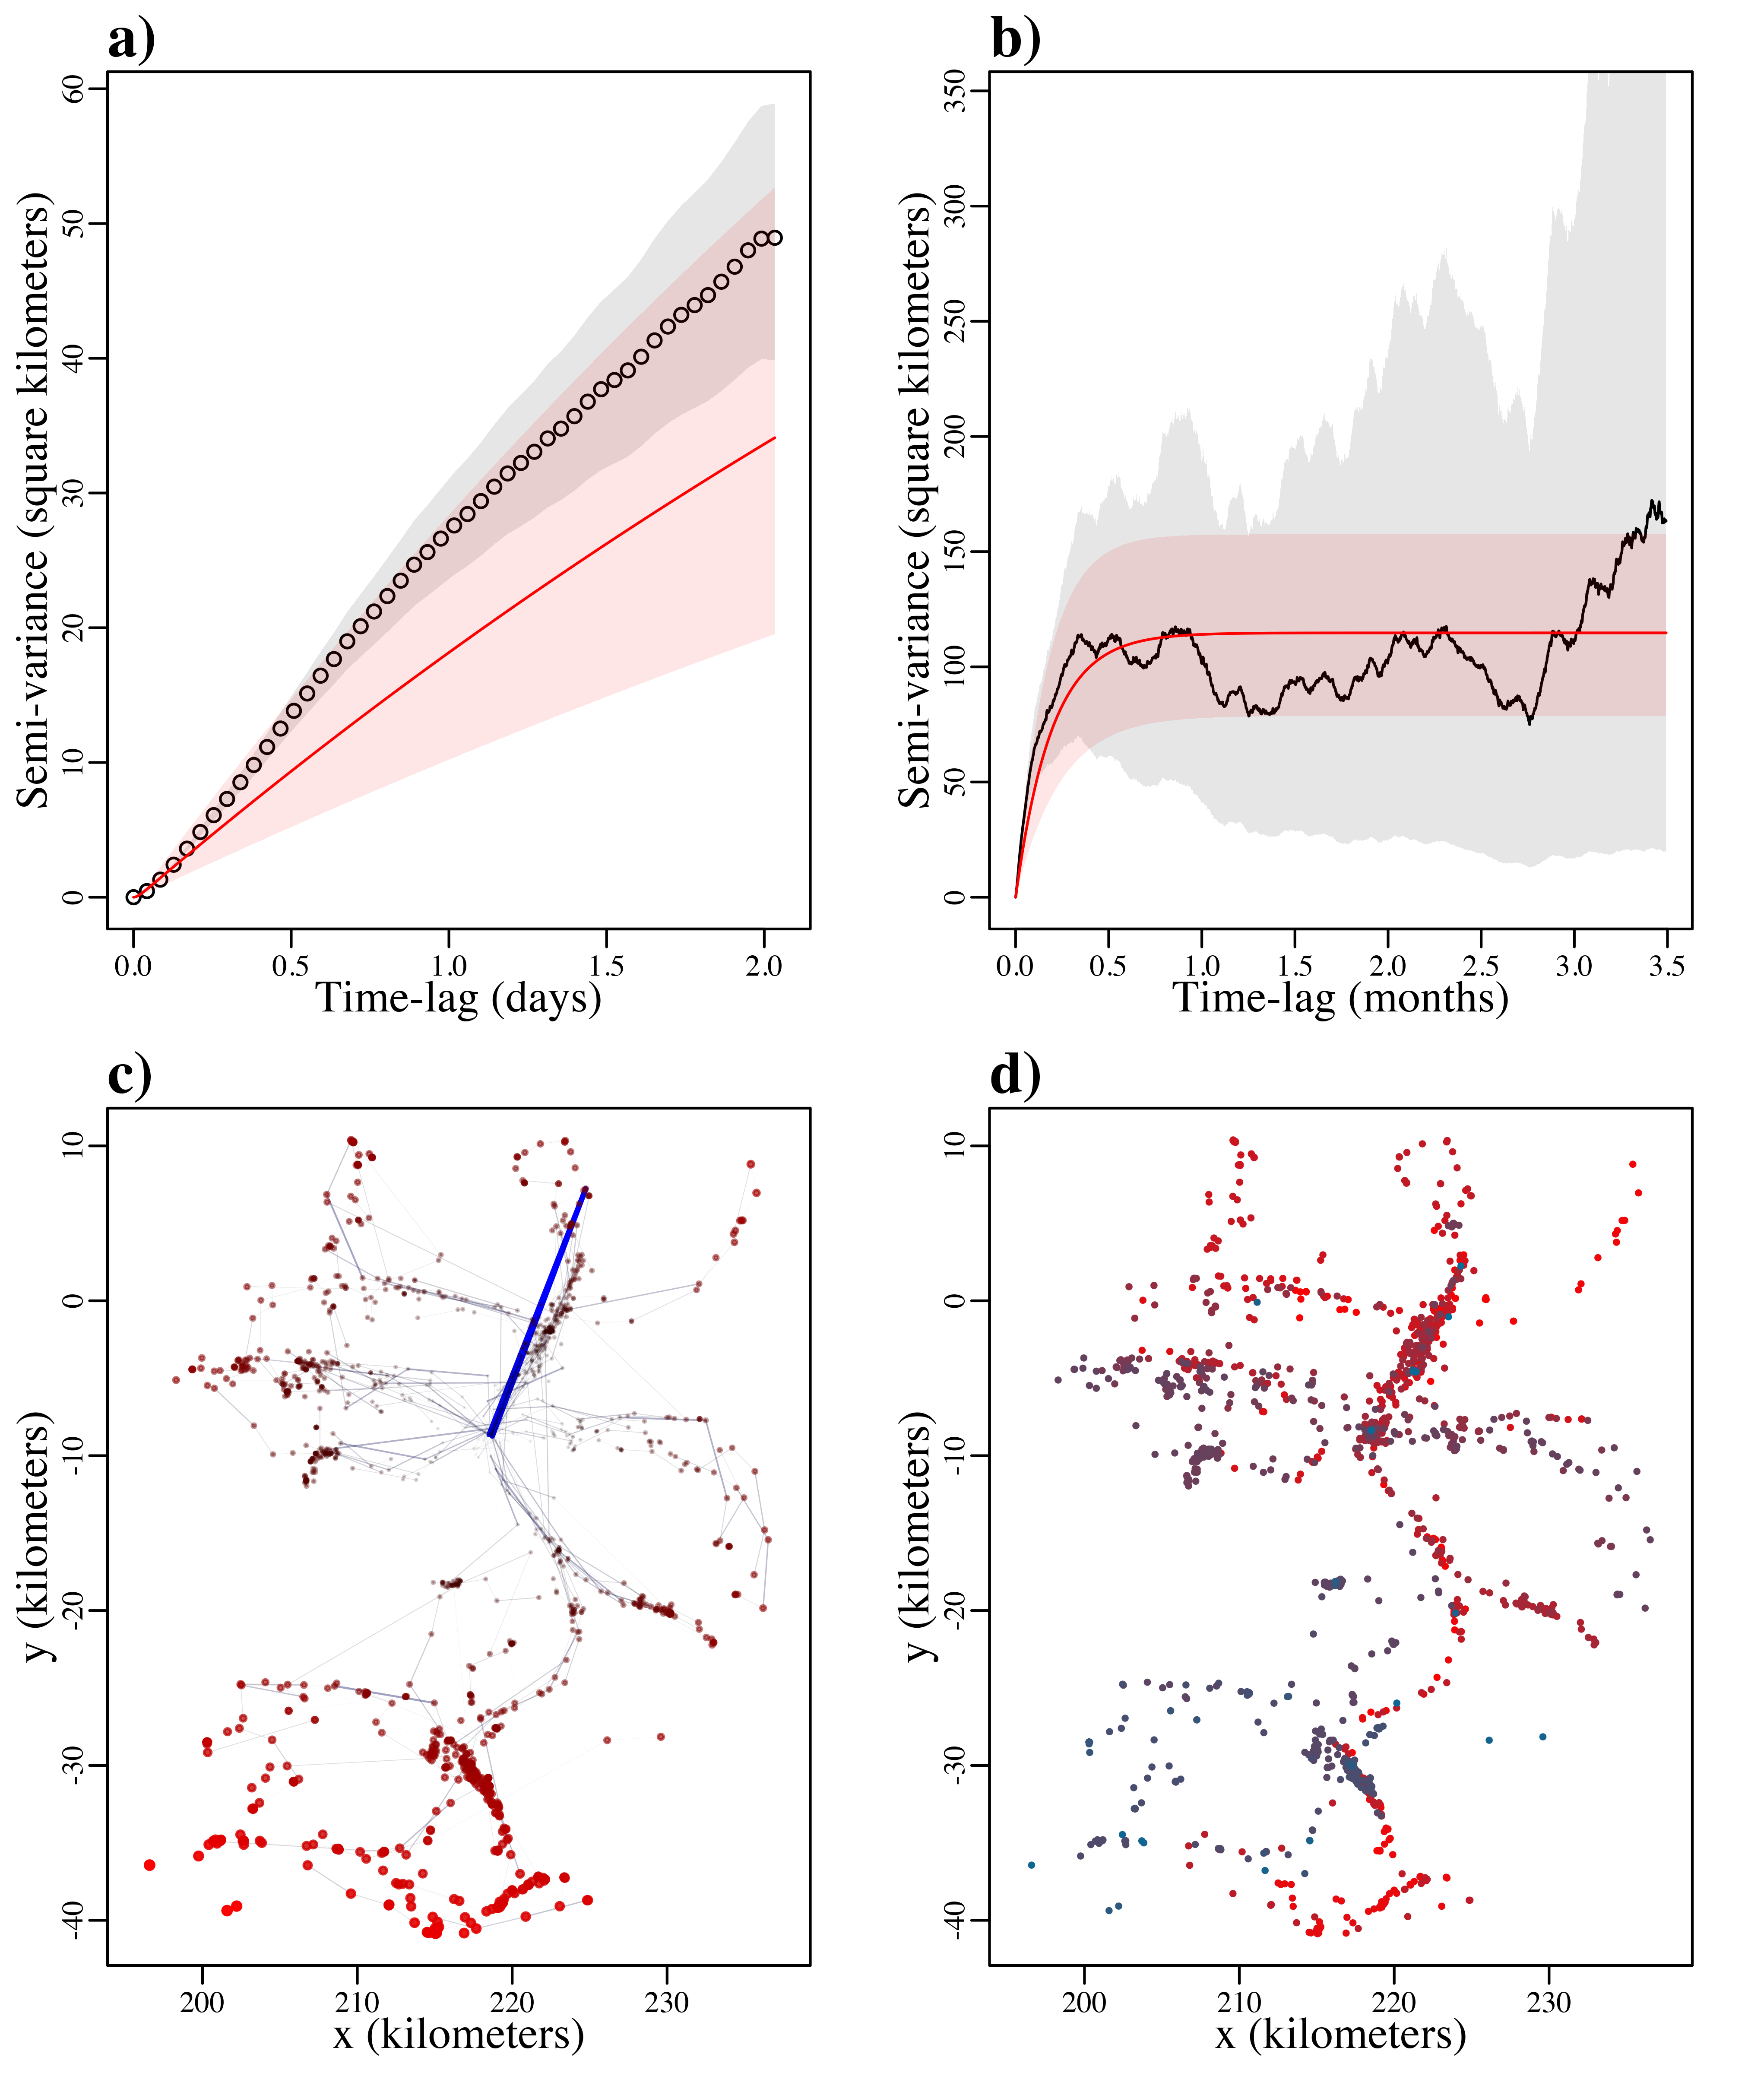 a)
Semi-variance (square kilometers)
60
50
40
30
20
10
0
0.0 0.5 1.0 1.5 2.0
Time-lag (days)
b)
Semi-variance (square kilometers)
350
300
250
200
150
100
50
0
0.0 0.5 1.0 1.5 2.0 2.5 3.0 3.5
Time-lag (months)
c)
y (kilometers)
10
0
-10
-20
-30
-40
200 210 220 230
x (kilometers)
d)
y (kilometers)
10
0
-10
-20
-30
-40
200 210 220 230
x (kilometers)